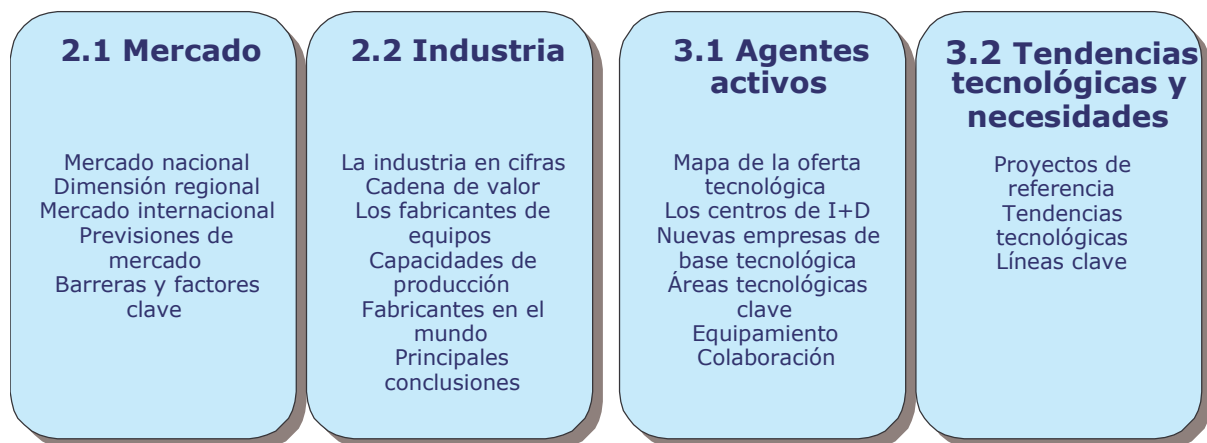 2.1 Mercado
Mercado nacional
Dimensión regional
Mercado internacional
Previsiones de
mercado
Barreras y factores
clave
2.2 Industria
La industria en cifras
Cadena de valor
Los fabricantes de
equipos
Capacidades de
producción
Fabricantes en el
mundo
Principales
conclusiones
3.1 Agentes
activos
Mapa de la oferta
tecnológica
Los centros de I+D
Nuevas empresas de
base tecnológica
Áreas tecnológicas
clave
Equipamiento
Colaboración
3.2 Tendencias
tecnológicas y
necesidades
Proyectos de
referencia
Tendencias
tecnológicas
Líneas clave